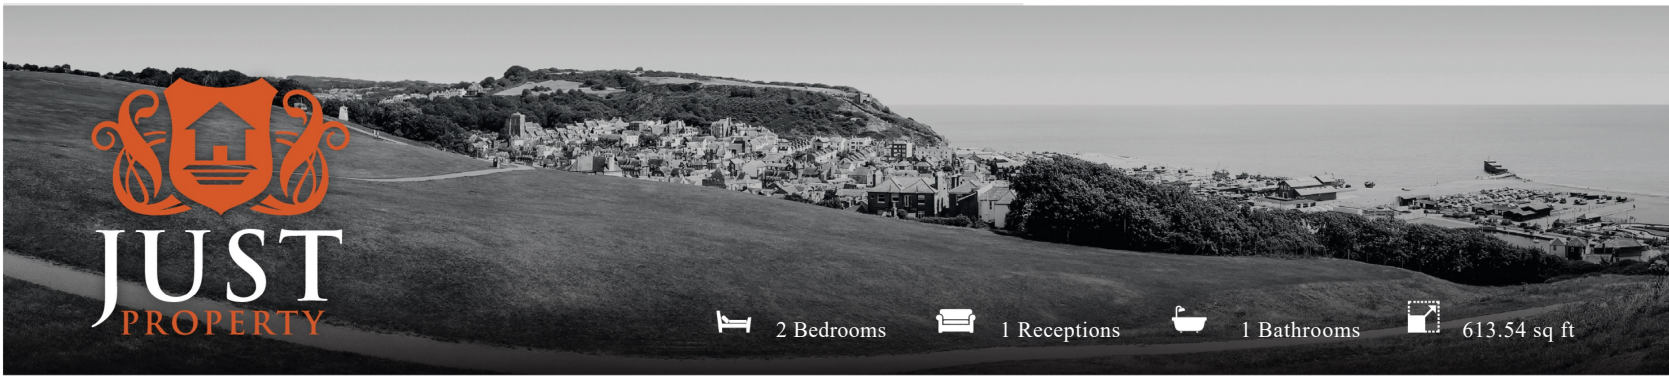 JUST
PROPERTY
2 Bedrooms 1 Receptions 1 Bathrooms 613.54 sq ft